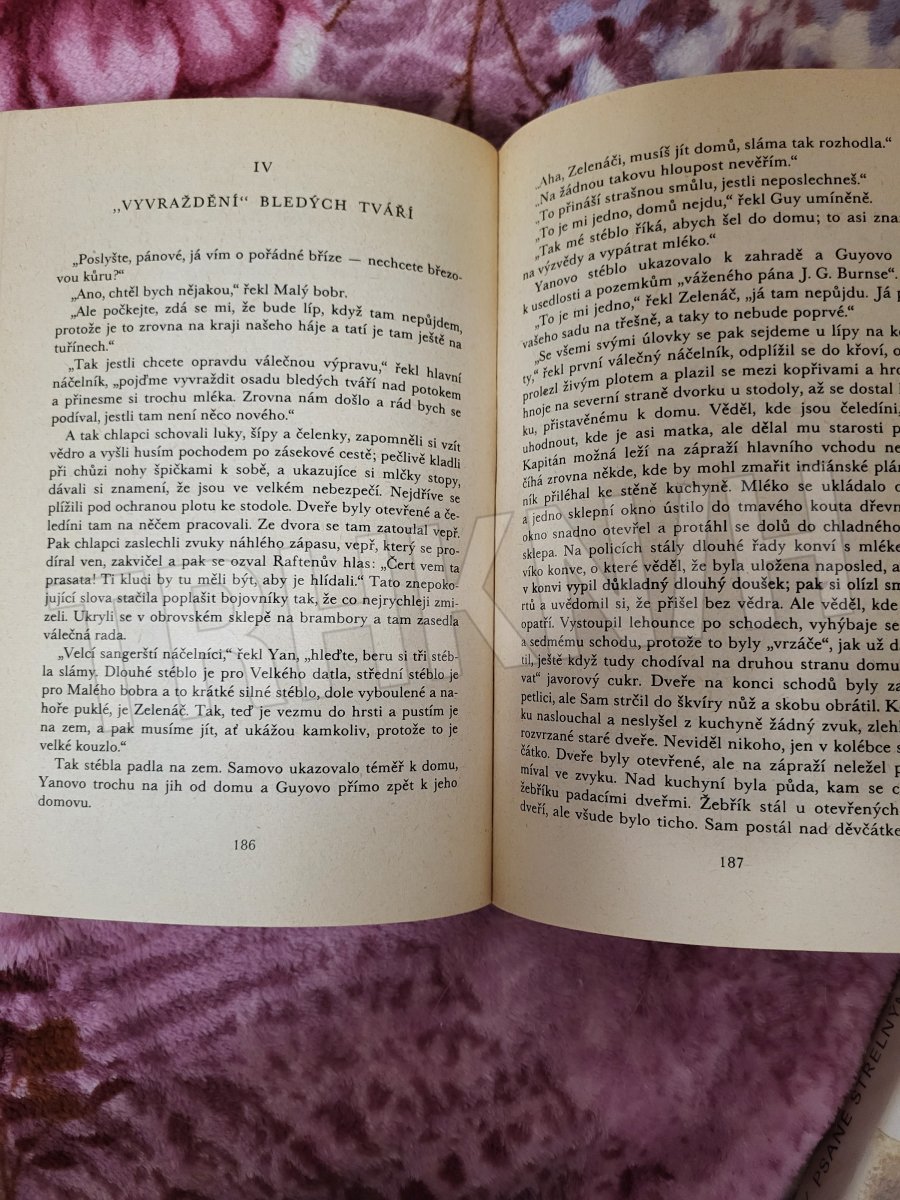 IV
„VYVRAŽDĚNÍ“ BLEDÝCH TVÁŘÍ
„Poslyšte, pánové, já vím o pořádné bříze — nechcete březo-
vou kůru?“
„Ano, chtěl bych nějakou,“ řekl Malý bobr.
„Ale počkejte, zdá se mi, že bude líp, když tam nepůjdem,
protože je to zrovna na kraji našeho háje a tatí je tam ještě na
tuřínech.“
„Tak jestli chcete opravdu válečnou výpravu,“ řekl hlavní
náčelník, „pojďme vyvraždit osadu bledých tváří nad potokem
a přinesme si trochu mléka. Zrovna nám došlo a rád bych se
podíval, jestli tam není něco nového.“
A tak chlapci schovali luky, šípy a čelenky, zapomněli si vzít
vědro a vyšli husím pochodem po zásekové cestě; pečlivě kladli
při chůzi nohy špičkami k sobě, a ukazujíce si mlčky stopy,
dávali si znamení, že jsou ve velkém nebezpečí. Nejdříve se
plížili pod ochranou plotu ke stodole. Dveře byly otevřené a če-
ledíni tam na něčem pracovali. Ze dvora se tam zatoulal vepř.
Pak chlapci zaslechli zvuky náhlého zápasu, vepř, který se pro-
díral ven, zakvičel a pak se ozval Raftenův hlas: „Čert vem ta
prasata! Ti kluci by tu měli být, aby je hlídali.“ Tato znepoko-
jující slova stačila poplašit bojovníky tak, že co nejrychleji zmi-
zeli. Ukryli se v obrovském sklepě na brambory a tam zasedla
válečná rada.
„Velcí sangerští náčelníci,“ řekl Yan, „hleďte, beru si tři stéb-
la slámy. Dlouhé stéblo je pro Velkého datla, střední stéblo je
pro Malého bobra a to krátké silné stéblo, dole vyboulené a na-
hoře puklé, je Zelenáč. Tak, teď je vezmu do hrsti a pustím je
na zem, a pak musíme jít, ať ukážou kamkoliv, protože to je
velké kouzlo.“
Tak stébla padla na zem. Samovo ukazovalo téměř k domu,
Yanovo trochu na jih od domu a Guyovo přímo zpět k jeho
domovu.
186
„Aha, Zelenáči, musíš jít domů, sláma tak rozhodla.“
„Na žádnou takovu hloupost nevěřím.“
„To přináší strašnou smůlu, jestli neposlechneš.“
„To je mi jedno, domů nejdu,“ řekl Guy umíněně.
„Tak mé stéblo říká, abych šel do domu; to asi zna
na výzvědy a vypátrat mléko.“
Yanovo stéblo ukazovalo k zahradě a Guyovo
k usedlosti a pozemkům „váženého pána J. G. Burnse“.
„To je mi jedno,“ řekl Zelenáč, „já tam nepůjdu. Já p
vašeho sadu na třešně, a taky to nebude poprvé.“
„Se všemi svými úlovky se pak sejdeme u lípy na ko
ty,“ řekl první válečný náčelník, odplížil se do křoví, o
prolezl živým plotem a plazil se mezi kopřivami a hro
hnoje na severní straně dvorku u stodoly, až se dostal
ku, přistavěnému k domu. Věděl, kde jsou čeledíni,
uhodnout, kde je asi matka, ale dělal mu starosti p
Kapitán možná leží na zápraží hlavního vchodu ne
číhá zrovna někde, kde by mohl zmařit indiánské plán
ník přiléhal ke stěně kuchyně. Mléko se ukládalo
a jedno sklepní okno ústilo do tmavého kouta dřevn
okno snadno otevřel a protáhl se dolů do chladného
sklepa. Na policích stály dlouhé řady konví s mléke
víko konve, o které věděl, že byla uložena naposled, a
v konvi vypil důkladný dlouhý doušek; pak si olízl sm
rtů a uvědomil si, že přišel bez vědra. Ale věděl, kde
opatří. Vystoupil lehounce po schodech, vyhýbaje se
a sedmému schodu, protože to byly „vrzáče“, jak už da
til, ještě když tudy chodíval na druhou stranu domu
vat“ javorový cukr. Dveře na konci schodů byly za
petlicí, ale Sam strčil do škvíry nůž a skobu obrátil. K
ku naslouchal a neslyšel z kuchyně žádný zvuk, zleh
rozvrzané staré dveře. Neviděl nikoho, jen v kolébce s
čátko. Dveře byly otevřené, ale na zápraží neležel p
míval ve zvyku. Nad kuchyní byla půda, kam se c
žebříku padacími dveřmi. Žebřík stál u otevřených
dveří, ale všude bylo ticho. Sam postál nad děvčátke
187
TRHKNIH
PSANÉ STŘELNÝM